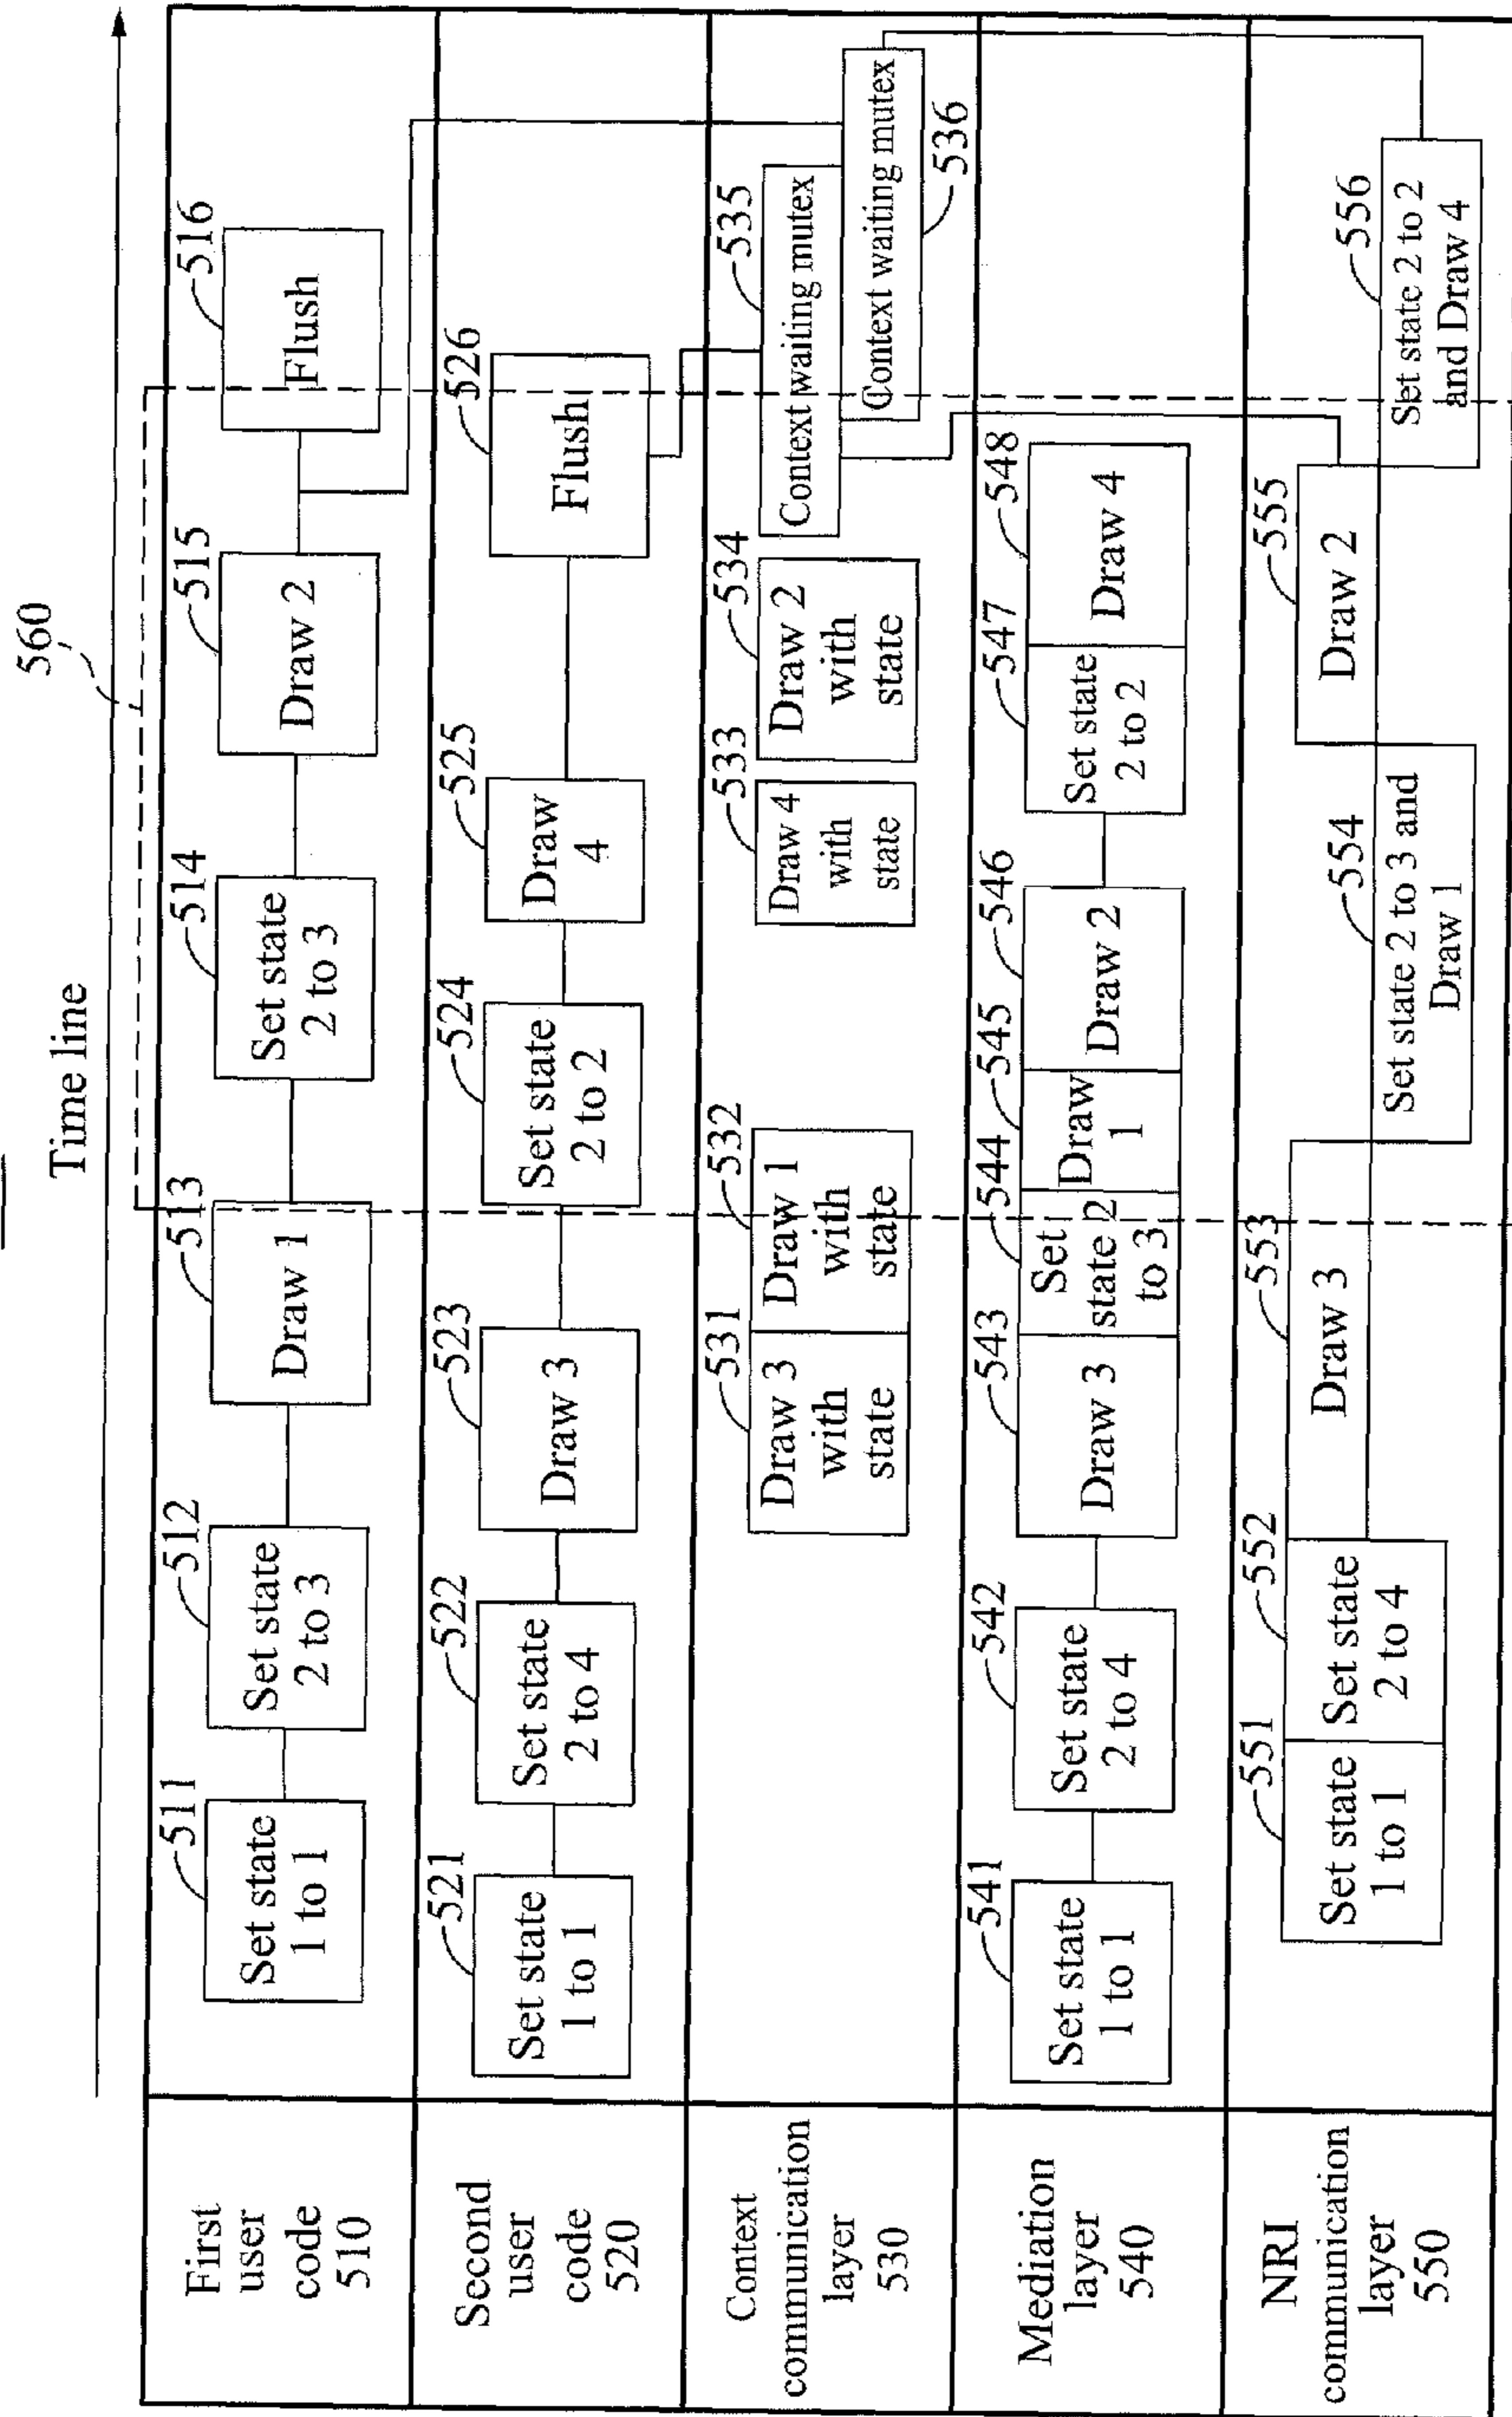 Time line
560
First
user
code
510
511
Set state
1 to 1
512
Set state
2 to 3
513
Draw 1
514
Set state
2 to 3
515
Draw 2
516
Flush
Second
user
code
520
521
Set state
1 to 1
522
Set state
2 to 4
523
Draw 3
524
Set state
2 to 2
525
Draw
4
526
Flush
Context
communication
layer
530
531
Draw 3
with
state
532
Draw 1
with
state
533
Draw 4
with
state
534
Draw 2
with
state
535
Context waiting mutex
Context waiting mutex
536
Mediation
layer
540
541
Set state
1 to 1
542
Set state
2 to 4
543
Draw 3
544
Set
state 2
to 3
545
Draw
1
546
Draw 2
547
Set state
2 to 2
548
Draw 4
NRI
communication
layer
550
551
Set state
1 to 1
552
Set state
2 to 4
553
Draw 3
554
Set state 2 to 3 and
Draw 1
555
Draw 2
556
Set state 2 to 2
and Draw 4